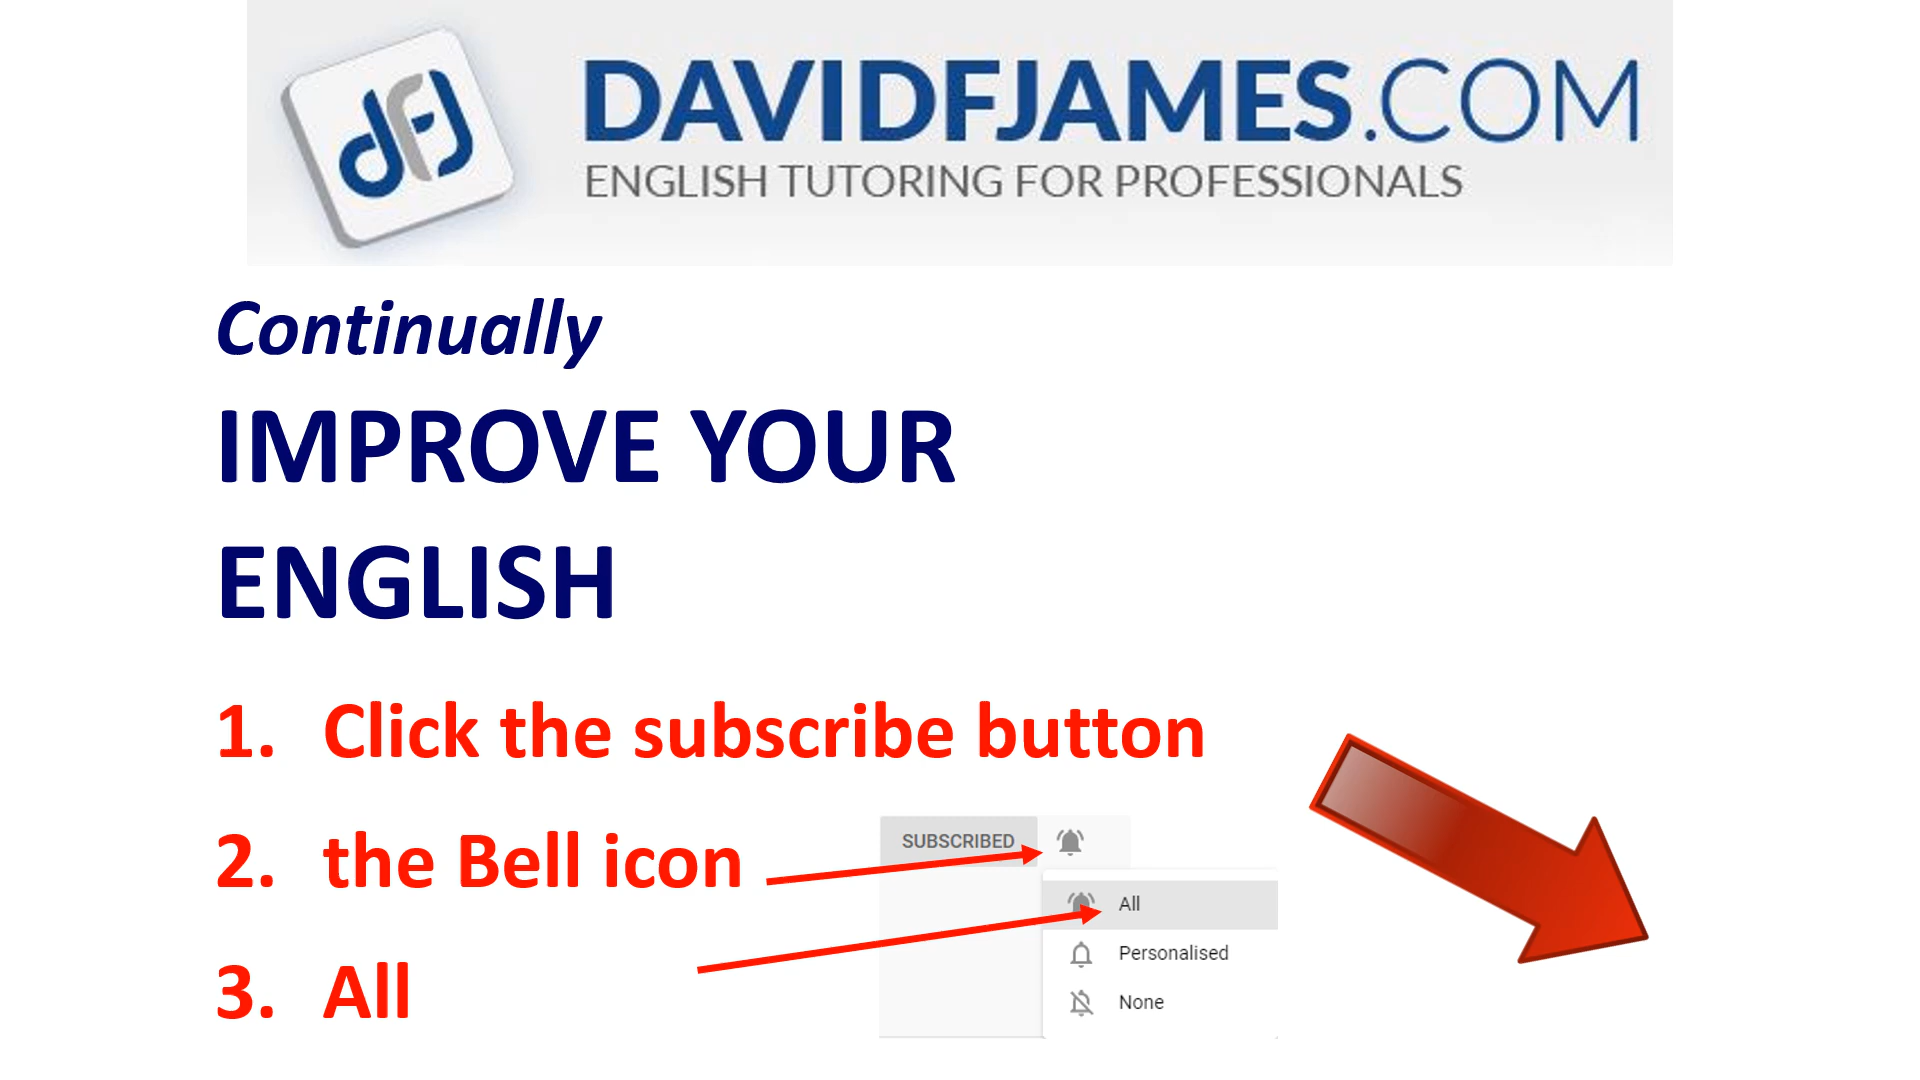 dfj
DAVIDFJAMES.COM
ENGLISH TUTORING FOR PROFESSIONALS
Continually
IMPROVE YOUR
ENGLISH
1. Click the subscribe button
2. the Bell icon
SUBSCRIBED
All
Personalised
None
3. All